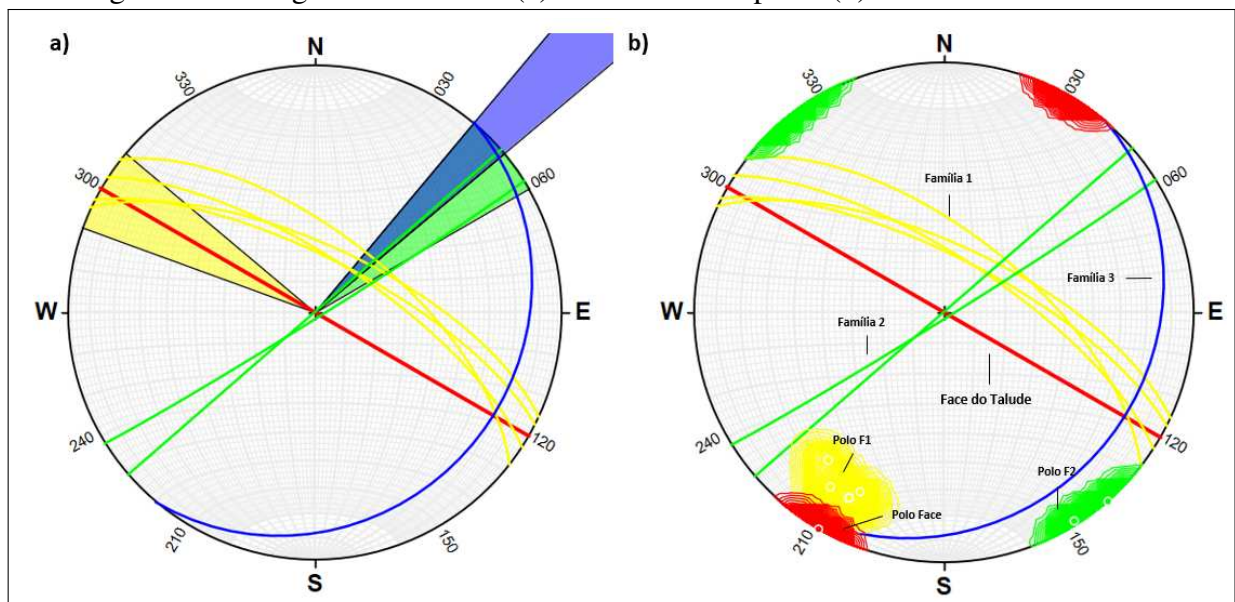 a)
N
330
030
300
060
W
E
240
120
210
150
S
b)
N
330
030
300
Família 1
060
W
Família 3
E
Família 2
Face do Talude
240
120
Polo F1
Polo F2
Polo Face
210
150
S